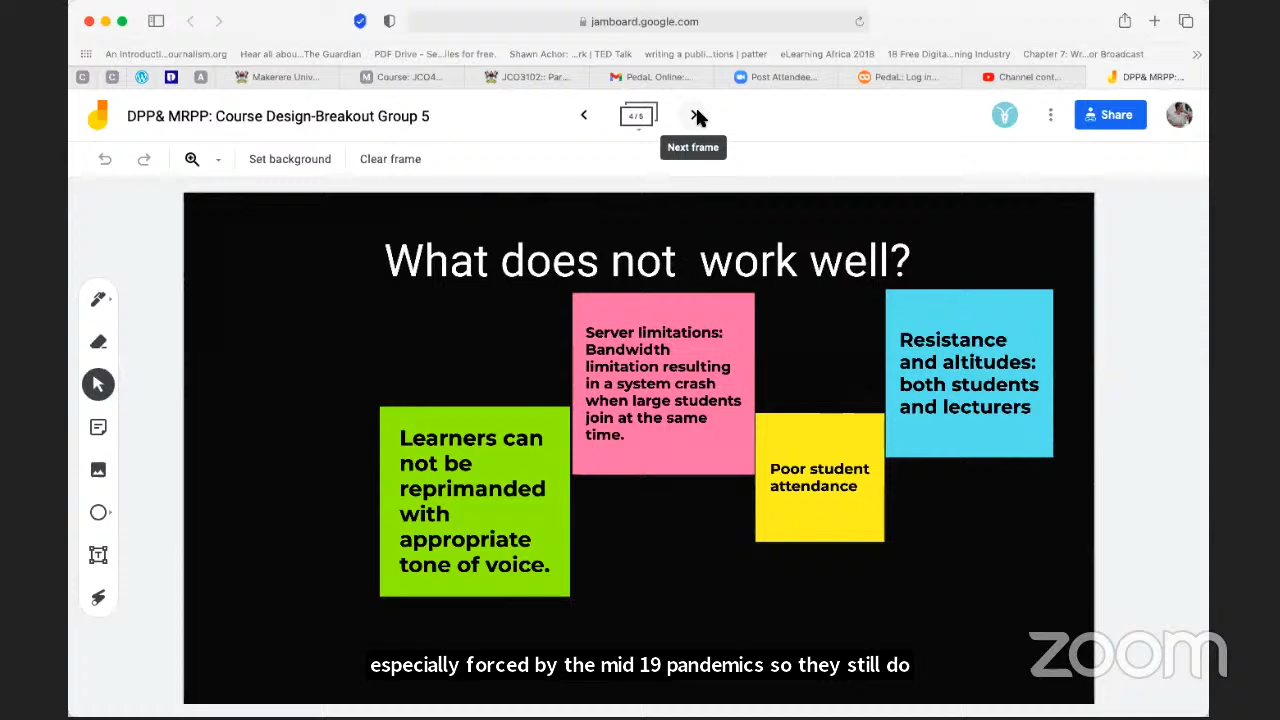 jamboard.google.com
An Introducti...ournalism.org
Hear all abou...The Guardian
PDF Drive - Se...iles for free.
Shawn Achor: ...rk | TED Talk
writing a publi...tions | patter
eLearning Africa 2018
18 Free Digita...ning Industry
Chapter 7: Wr...or Broadcast
Makerere Univ...
Course: JCO4...
JCO3102:: Par...
PedaL Online:...
Post Attendee...
PedaL: Log in...
Channel cont...
DPP& MRPP:...
DPP& MRPP: Course Design-Breakout Group 5
4/5
Share
Next frame
Set background
Clear frame
What does not work well?
Server limitations:
Bandwidth
limitation resulting
in a system crash
when large students
join at the same
time.
Resistance
and altitudes:
both students
and lecturers
Learners can
not be
reprimanded
with
appropriate
tone of voice.
Poor student
attendance
especially forced by the mid 19 pandemics so they still do
zoom